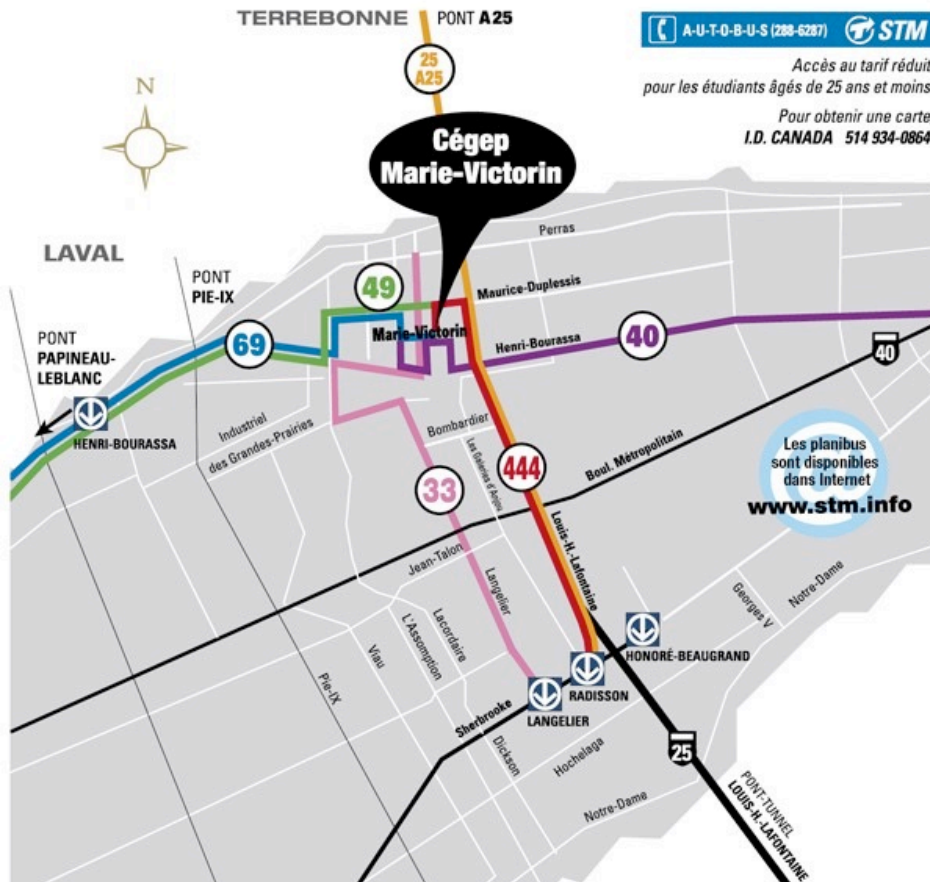 TERREBONNE
PONT A25
25
A25
A-U-T-O-B-U-S (288-6287) STM
Accès au tarif réduit
pour les étudiants âgés de 25 ans et moins
Pour obtenir une carte
I.D. CANADA 514 934-0864
N
Cégep
Marie-Victorin
LAVAL
PONT
PIE-IX
PONT
PAPINEAU-
LEBLANC
Perras
Maurice-Duplessis
49
Marie-Victorin
69
Henri-Bourassa
40
40
HENRI-BOURASSA
Industriel
des Grandes-Prairies
Bombardier
Les Galeries d'Anjou
Boul. Métropolitain
444
33
Les planibus
sont disponibles
dans Internet
www.stm.info
Jean-Talon
Langelier
Louis-H.-Lafontaine
Lacordaire
L'Assomption
Viau
Pie-IX
Georges V
Notre-Dame
HONORÉ-BEAUGRAND
RADISSON
LANGELIER
Sherbrooke
Dickson
Hochelaga
Notre-Dame
25
PONT-TUNNEL
LOUIS-H.-LAFONTAINE